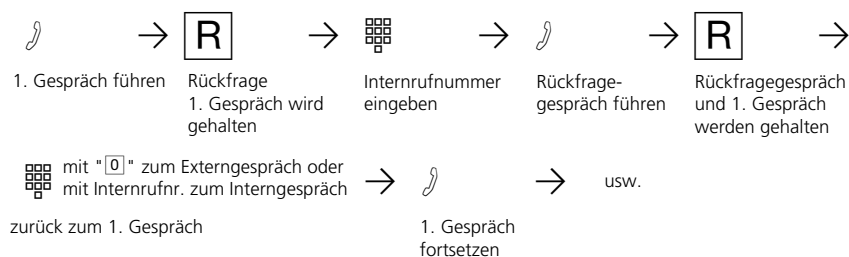 R
R
1. Gespräch führen
Rückfrage
1. Gespräch wird
gehalten
Internrufnummer
eingeben
Rückfrage-
gespräch führen
Rückfragegespräch
und 1. Gespräch
werden gehalten
mit "0" zum Externgespräch oder
mit Internrufnr. zum Interngespräch
usw.
zurück zum 1. Gespräch
1. Gespräch
fortsetzen